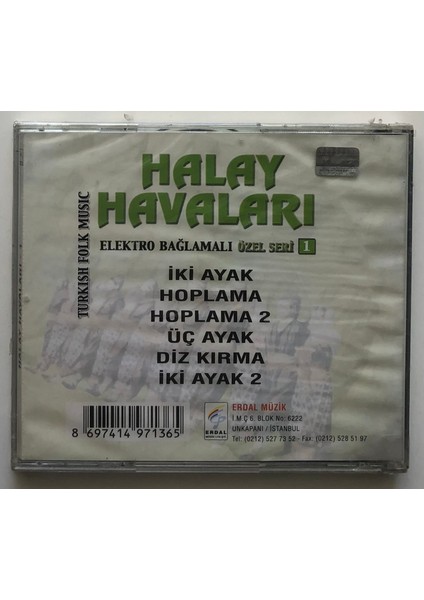 HALAY
HAVALARI
ELEKTRO BAĞLAMALI ÖZEL SERİ 1
TURKISH FOLK MUSIC
İKİ AYAK
HOPLAMA
HOPLAMA 2
ÜÇ AYAK
DİZ KIRMA
İKİ AYAK 2
8 697414 971365
ERDAL
ERDAL MÜZİK
İ M Ç 6. BLOK No: 6222
UNKAPANI / İSTANBUL
Tel: (0212) 527 75 52 - Fax: (0212) 528 51 97